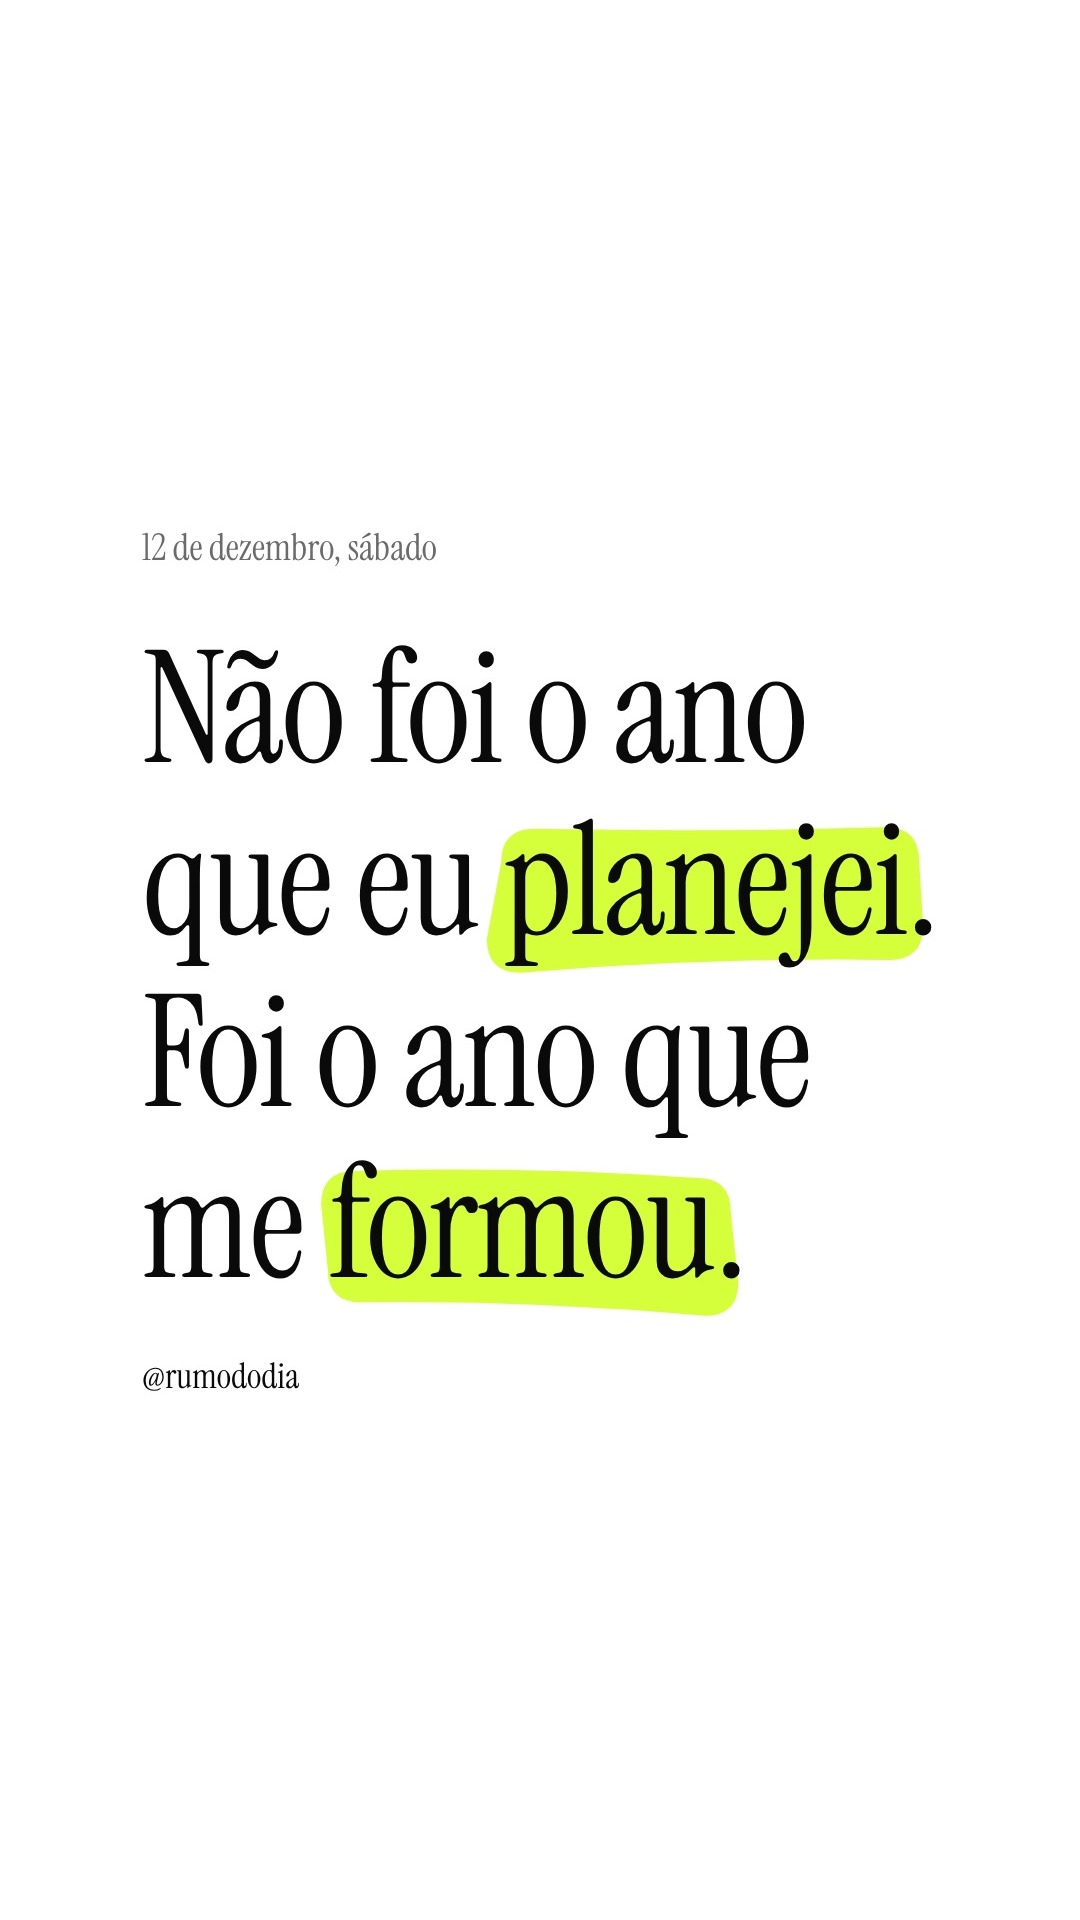 12 de dezembro, sábado
Não foi o ano
que eu planejei.
Foi o ano que
me formou.
@rumododia